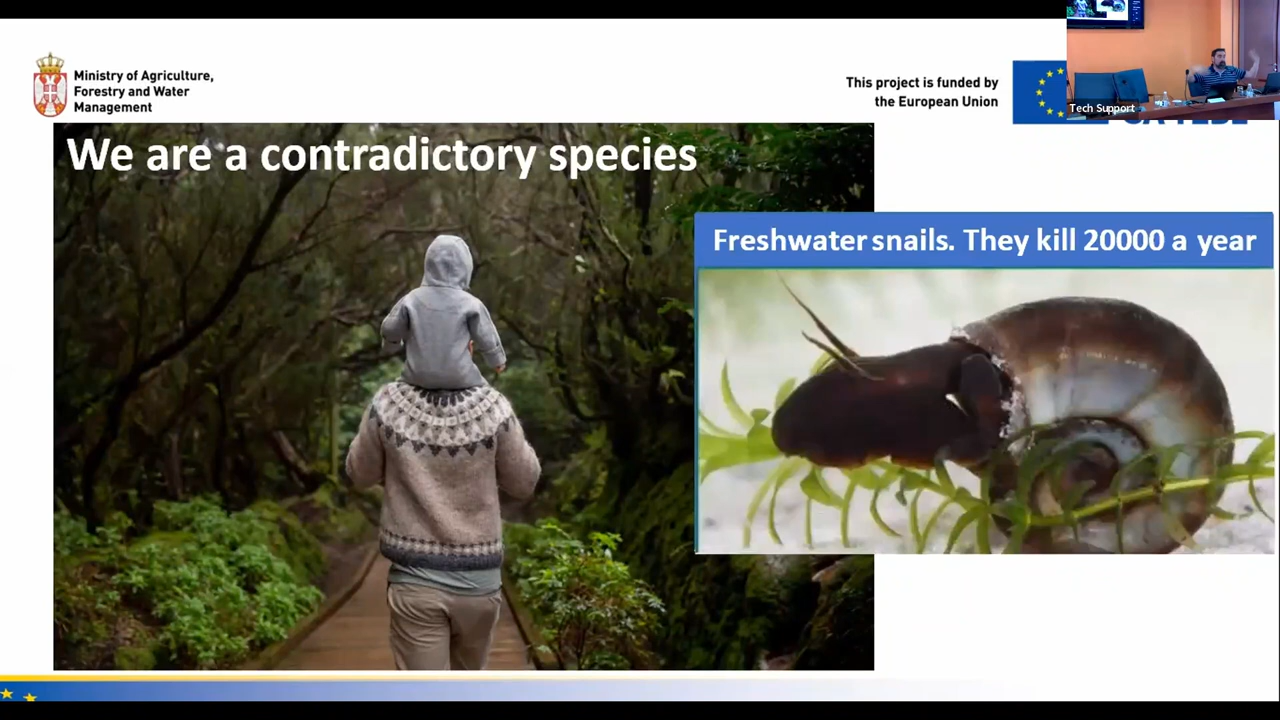 Ministry of Agriculture,
Forestry and Water
Management
This project is funded by
the European Union
Tech Support
We are a contradictory species
Freshwater snails. They kill 20000 a year